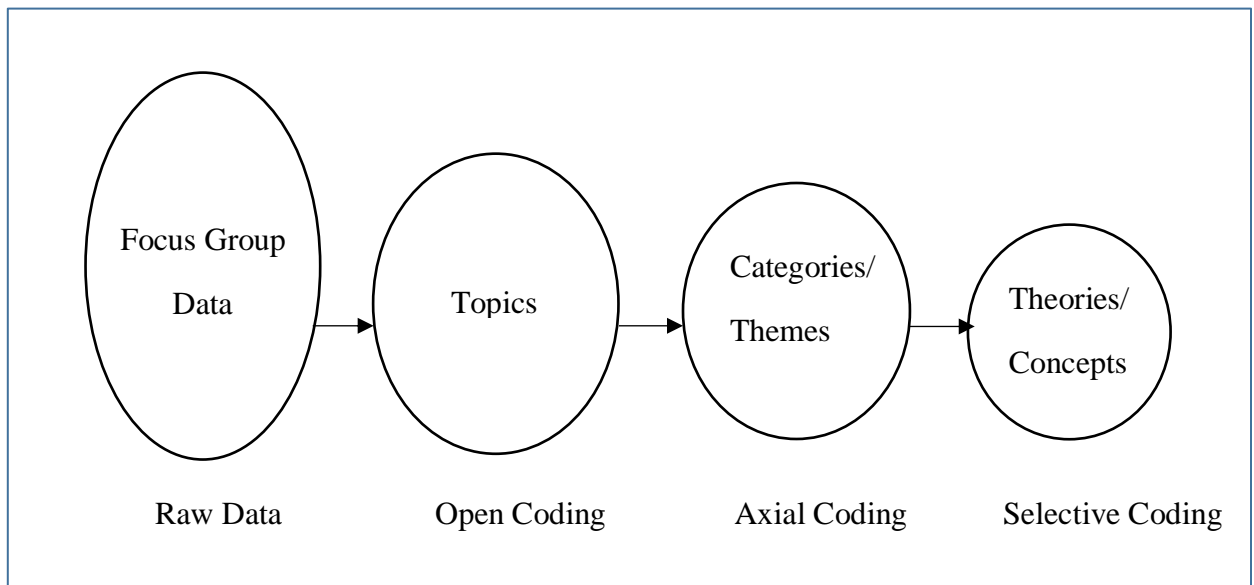 Focus Group
Data
Topics
Categories/
Themes
Theories/
Concepts
Raw Data
Open Coding
Axial Coding
Selective Coding